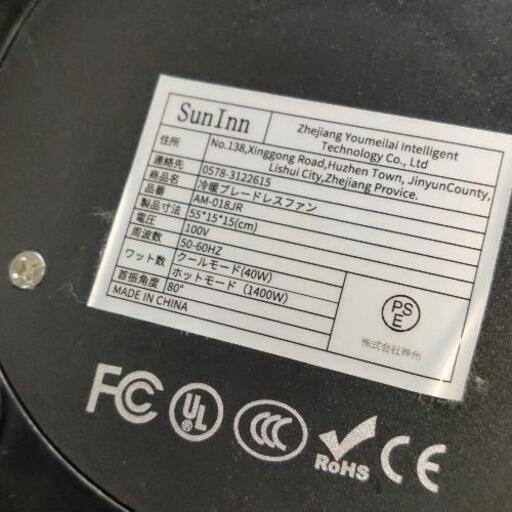 SunInn
Zhejiang Youmeilai Intelligent
Technology Co., Ltd
住所
No.138,Xinggong Road,Huzhen Town, JinyunCounty,
Lishui City,Zhejiang Provice.
連絡先 0578-3122615
商品名 冷暖ブレードレスファン
品番 AM-018JR
製品寸法 55*15*15(cm)
電圧 100V
周波数 50-60HZ
ワット数 クールモード(40W)
ホットモード（1400W）
首振角度 80°
MADE IN CHINA
PS
E
株式会社神州
FC UL CCC RoHS CE